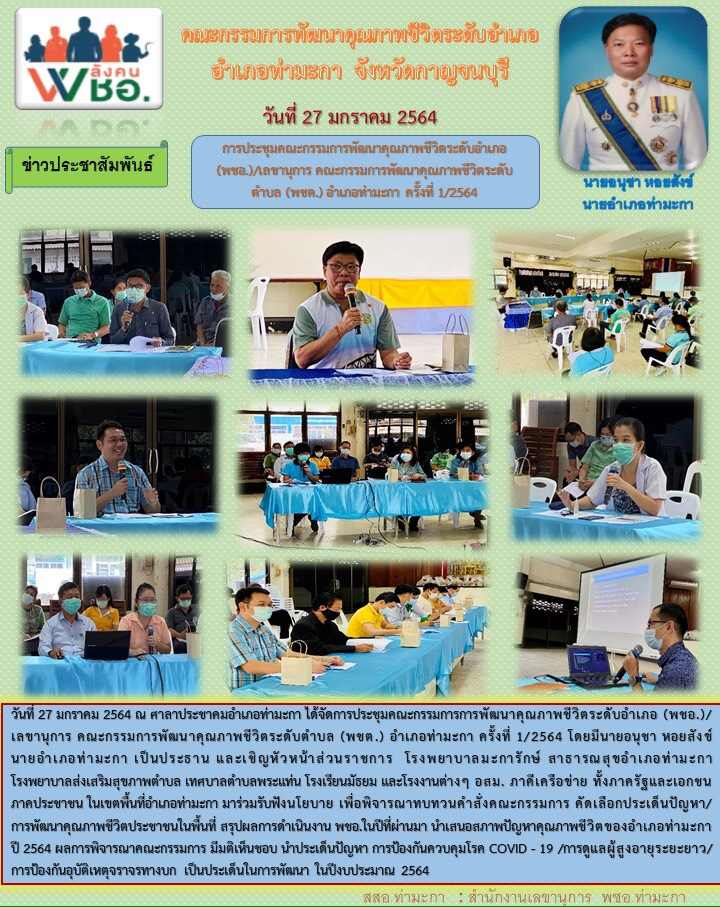 คณะกรรมการพัฒนาคุณภาพชีวิตระดับอำเภอ
อำเภอท่ามะกา จังหวัดกาญจนบุรี
วันที่ 27 มกราคม 2564
สังคน
พชอ.
ข่าวประชาสัมพันธ์
การประชุมคณะกรรมการพัฒนาคุณภาพชีวิตระดับอำเภอ
(พชอ.)/เลขานุการ คณะกรรมการพัฒนาคุณภาพชีวิตระดับ
ตำบล (พชต.) อำเภอท่ามะกา ครั้งที่ 1/2564
นายอนุชา หอยสังข์
นายอำเภอท่ามะกา
วันที่ 27 มกราคม 2564 ณ ศาลาประชาคมอำเภอท่ามะกา ได้จัดการประชุมคณะกรรมการการพัฒนาคุณภาพชีวิตระดับอำเภอ (พชอ.)/
เลขานุการ คณะกรรมการพัฒนาคุณภาพชีวิตระดับตำบล (พชต.) อำเภอท่ามะกา ครั้งที่ 1/2564 โดยมีนายอนุชา หอยสังข์
นายอำเภอท่ามะกา เป็นประธาน และเชิญหัวหน้าส่วนราชการ โรงพยาบาลมะการักษ์ สาธารณสุขอำเภอท่ามะกา
โรงพยาบาลส่งเสริมสุขภาพตำบล เทศบาลตำบลพระแท่น โรงเรียนมัธยม และโรงงานต่างๆ อสม. ภาคีเครือข่าย ทั้งภาครัฐและเอกชน
ภาคประชาชน ในเขตพื้นที่อำเภอท่ามะกา มาร่วมรับฟังนโยบาย เพื่อพิจารณาทบทวนคำสั่งคณะกรรมการ คัดเลือกประเด็นปัญหา/
การพัฒนาคุณภาพชีวิตประชาชนในพื้นที่ สรุปผลการดำเนินงาน พชอ.ในปีที่ผ่านมา นำเสนอสภาพปัญหาคุณภาพชีวิตของอำเภอท่ามะกา
ปี 2564 ผลการพิจารณาคณะกรรมการ มีมติเห็นชอบ นำประเด็นปัญหา การป้องกันควบคุมโรค COVID - 19 /การดูแลผู้สูงอายุระยะยาว/
การป้องกันอุบัติเหตุจราจรทางบก เป็นประเด็นในการพัฒนา ในปีงบประมาณ 2564
สสอ.ท่ามะกา : สำนักงานเลขานุการ พชอ.ท่ามะกา